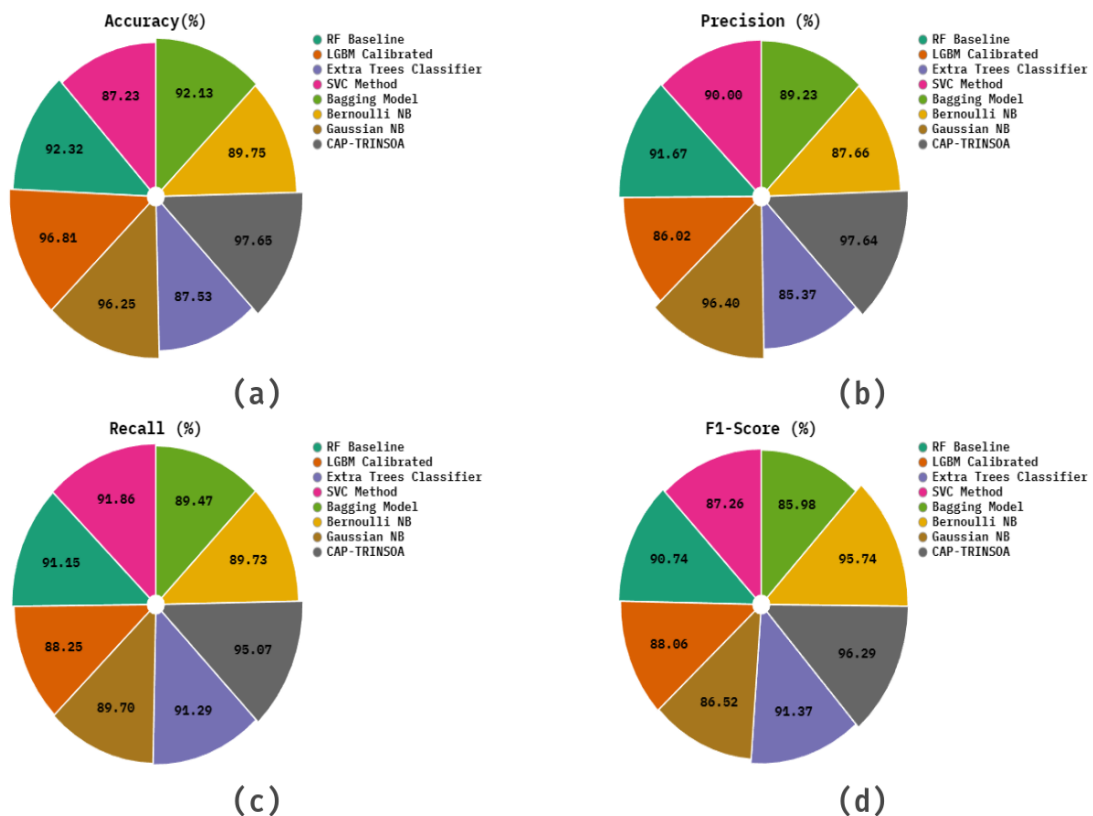 Accuracy(%)
RF Baseline
LGBM Calibrated
Extra Trees Classifier
SVC Method
Bagging Model
Bernoulli NB
Gaussian NB
CAP-TRINSOA
87.23
92.13
92.32
89.75
96.81
97.65
96.25
87.53
(a)
Precision (%)
RF Baseline
LGBM Calibrated
Extra Trees Classifier
SVC Method
Bagging Model
Bernoulli NB
Gaussian NB
CAP-TRINSOA
90.00
89.23
91.67
87.66
86.02
97.64
96.40
85.37
(b)
Recall (%)
RF Baseline
LGBM Calibrated
Extra Trees Classifier
SVC Method
Bagging Model
Bernoulli NB
Gaussian NB
CAP-TRINSOA
91.86
89.47
91.15
89.73
88.25
95.07
89.70
91.29
(c)
F1-Score (%)
RF Baseline
LGBM Calibrated
Extra Trees Classifier
SVC Method
Bagging Model
Bernoulli NB
Gaussian NB
CAP-TRINSOA
87.26
85.98
90.74
95.74
88.06
96.29
86.52
91.37
(d)